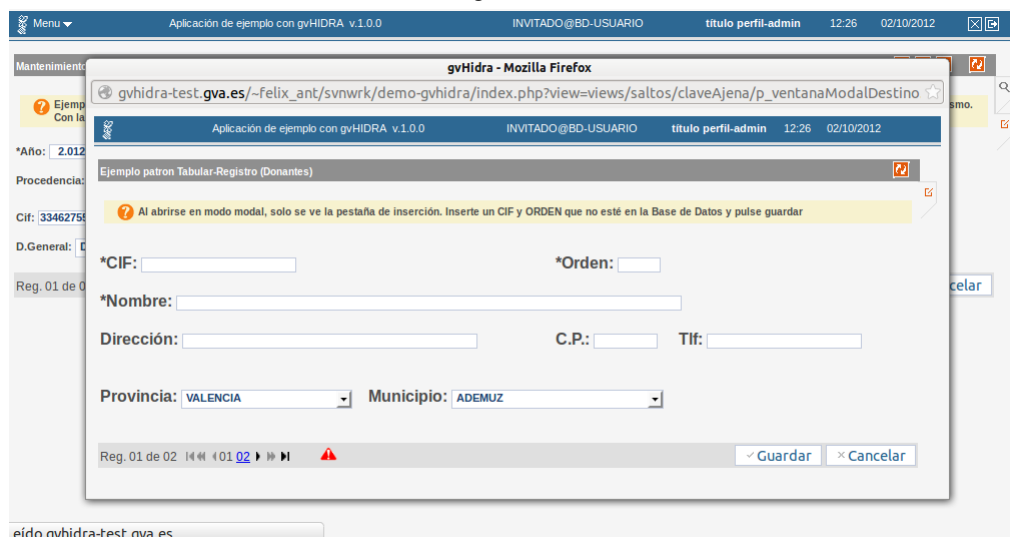 Menu Aplicación de ejemplo con gvHIDRA v.1.0.0 INVITADO@BD-USUARIO título perfil-admin 12:26 02/10/2012
Mantenimiento
gvHidra - Mozilla Firefox
gvhidra-test.gva.es/~felix_ant/svnwrk/demo-gvhidra/index.php?view=views/saltos/claveAjena/p_ventanaModalDestino
Ejemp
smo.
Con la
Aplicación de ejemplo con gvHIDRA v.1.0.0 INVITADO@BD-USUARIO título perfil-admin 12:26 02/10/2012
*Año: 2.012
Ejemplo patron Tabular-Registro (Donantes)
Procedencia:
Al abrirse en modo modal, solo se ve la pestaña de inserción. Inserte un CIF y ORDEN que no esté en la Base de Datos y pulse guardar
Cif: 33462755
D.General:
*CIF: *Orden:
Reg. 01 de 0
celar
*Nombre:
Dirección: C.P.: Tlf:
Provincia: VALENCIA Municipio: ADEMUZ
Reg. 01 de 02 01 02 Guardar Cancelar
eído gvhidra-test.gva.es